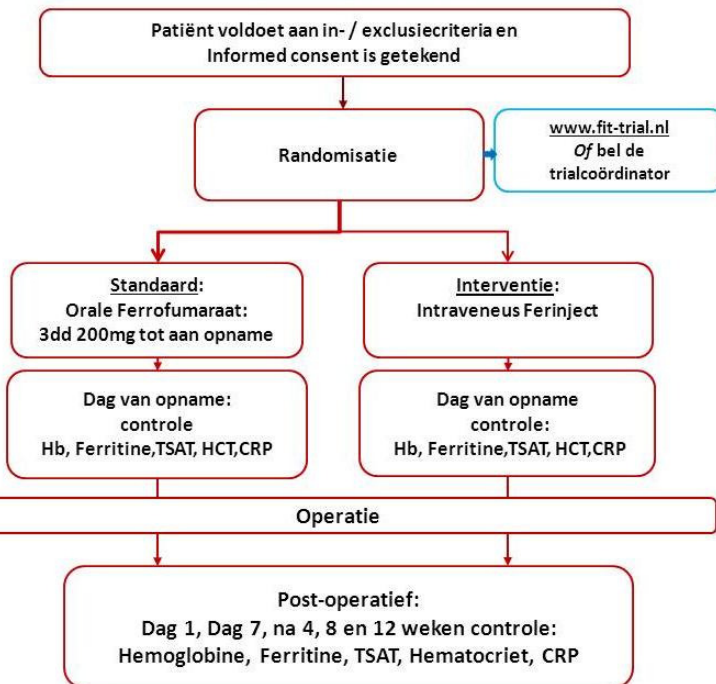 Patiënt voldoet aan in- / exclusiecriteria en
Informed consent is getekend
Randomisatie
www.fit-trial.nl
Of bel de
trialcoördinator
Standaard:
Orale Ferrofumaraat:
3dd 200mg tot aan opname
Interventie:
Intraveneus Ferinject
Dag van opname:
controle
Hb, Ferritine,TSAT, HCT,CRP
Dag van opname
controle:
Hb, Ferritine,TSAT, HCT,CRP
Operatie
Post-operatief:
Dag 1, Dag 7, na 4, 8 en 12 weken controle:
Hemoglobine, Ferritine, TSAT, Hematocriet, CRP